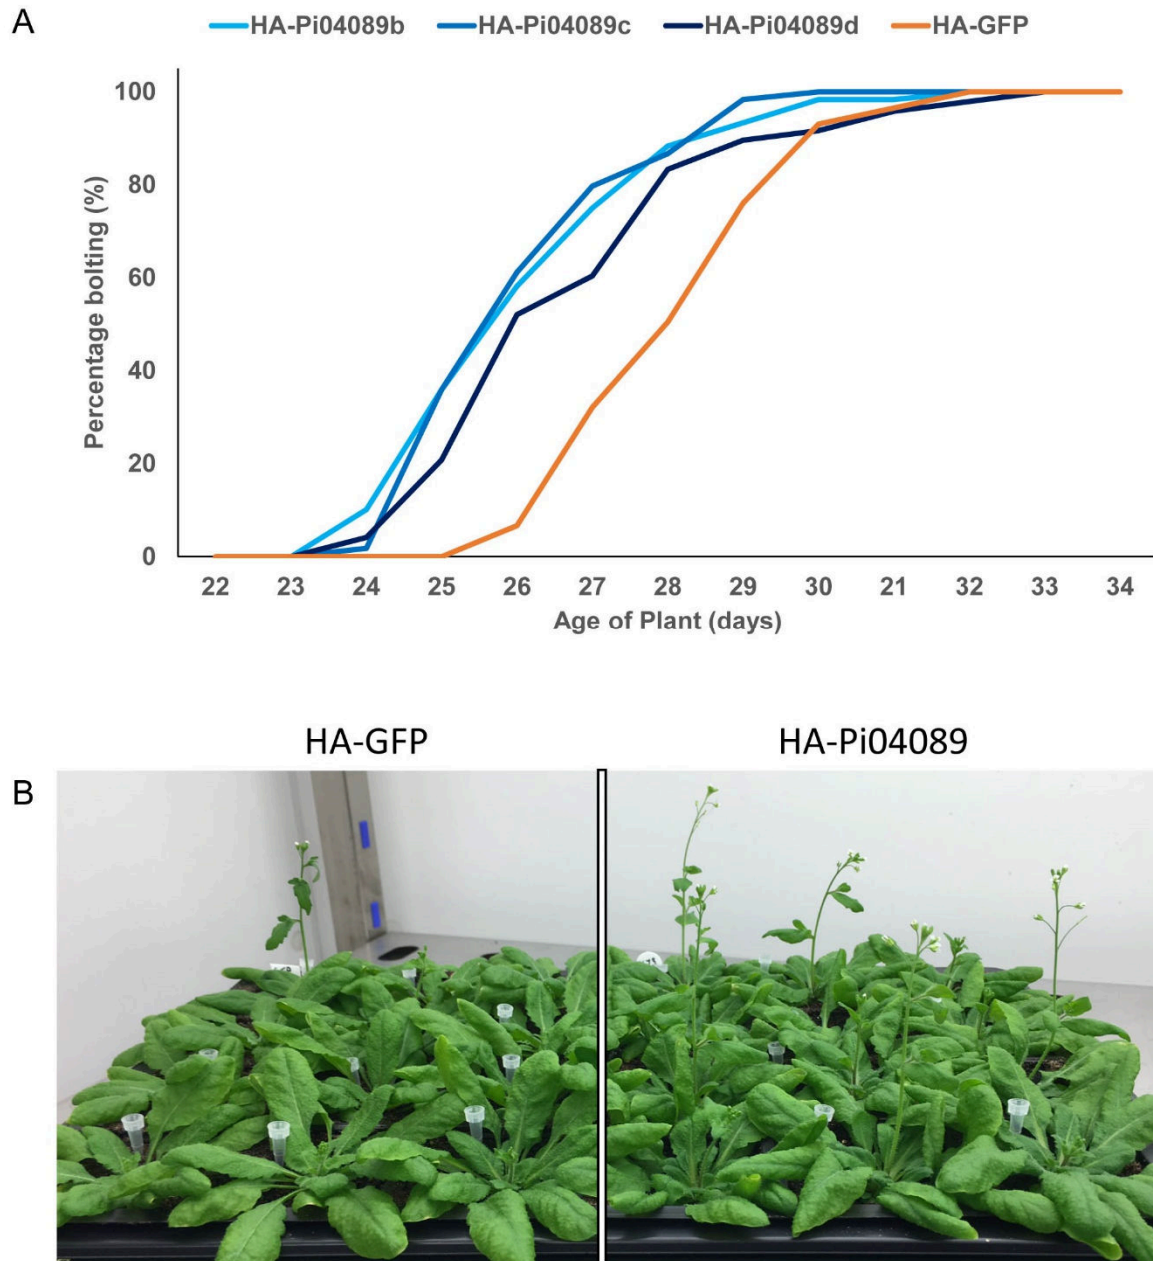 A
HA-Pi04089b HA-Pi04089c HA-Pi04089d HA-GFP
Percentage bolting (%)
100
80
60
40
20
0
22 23 24 25 26 27 28 29 30 21 32 33 34
Age of Plant (days)
HA-GFP HA-Pi04089
B